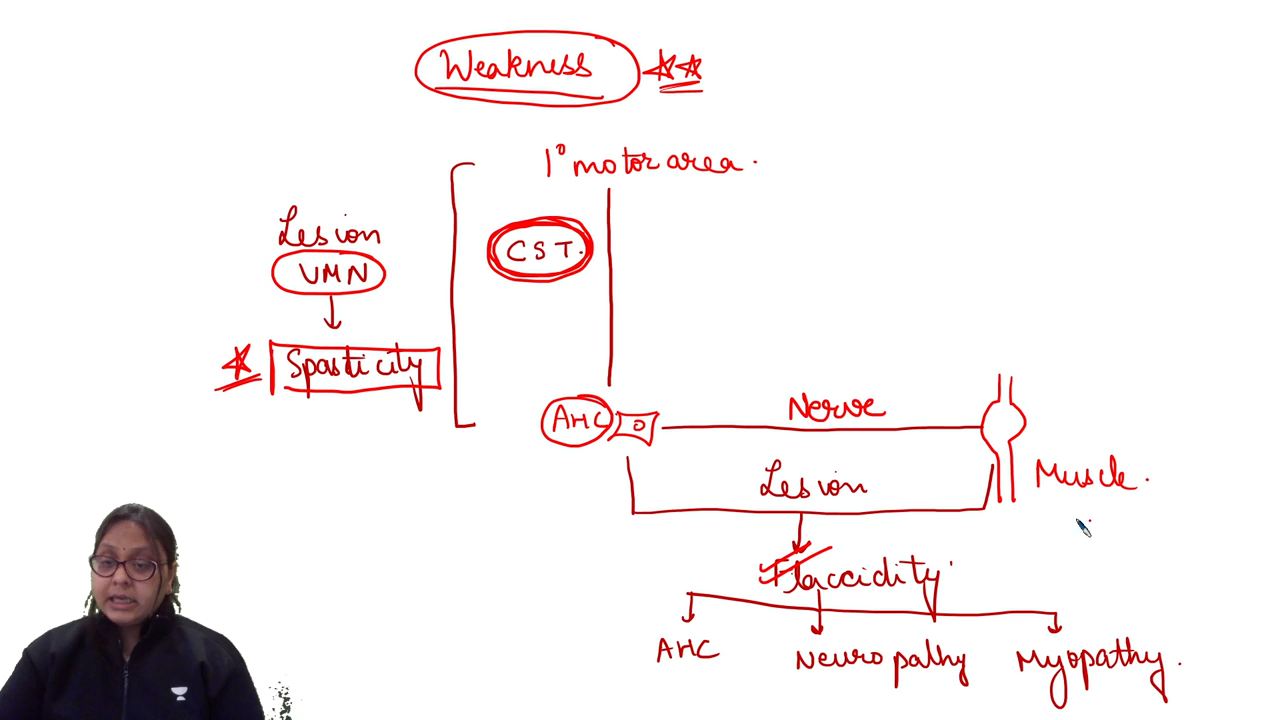 Weakness
1° motor area.
Lesion
UMN
CST.
Spasticity
AHC
Nerve
Lesion
Muscle.
Flaccidity
AHC
Neuropathy
Myopathy.